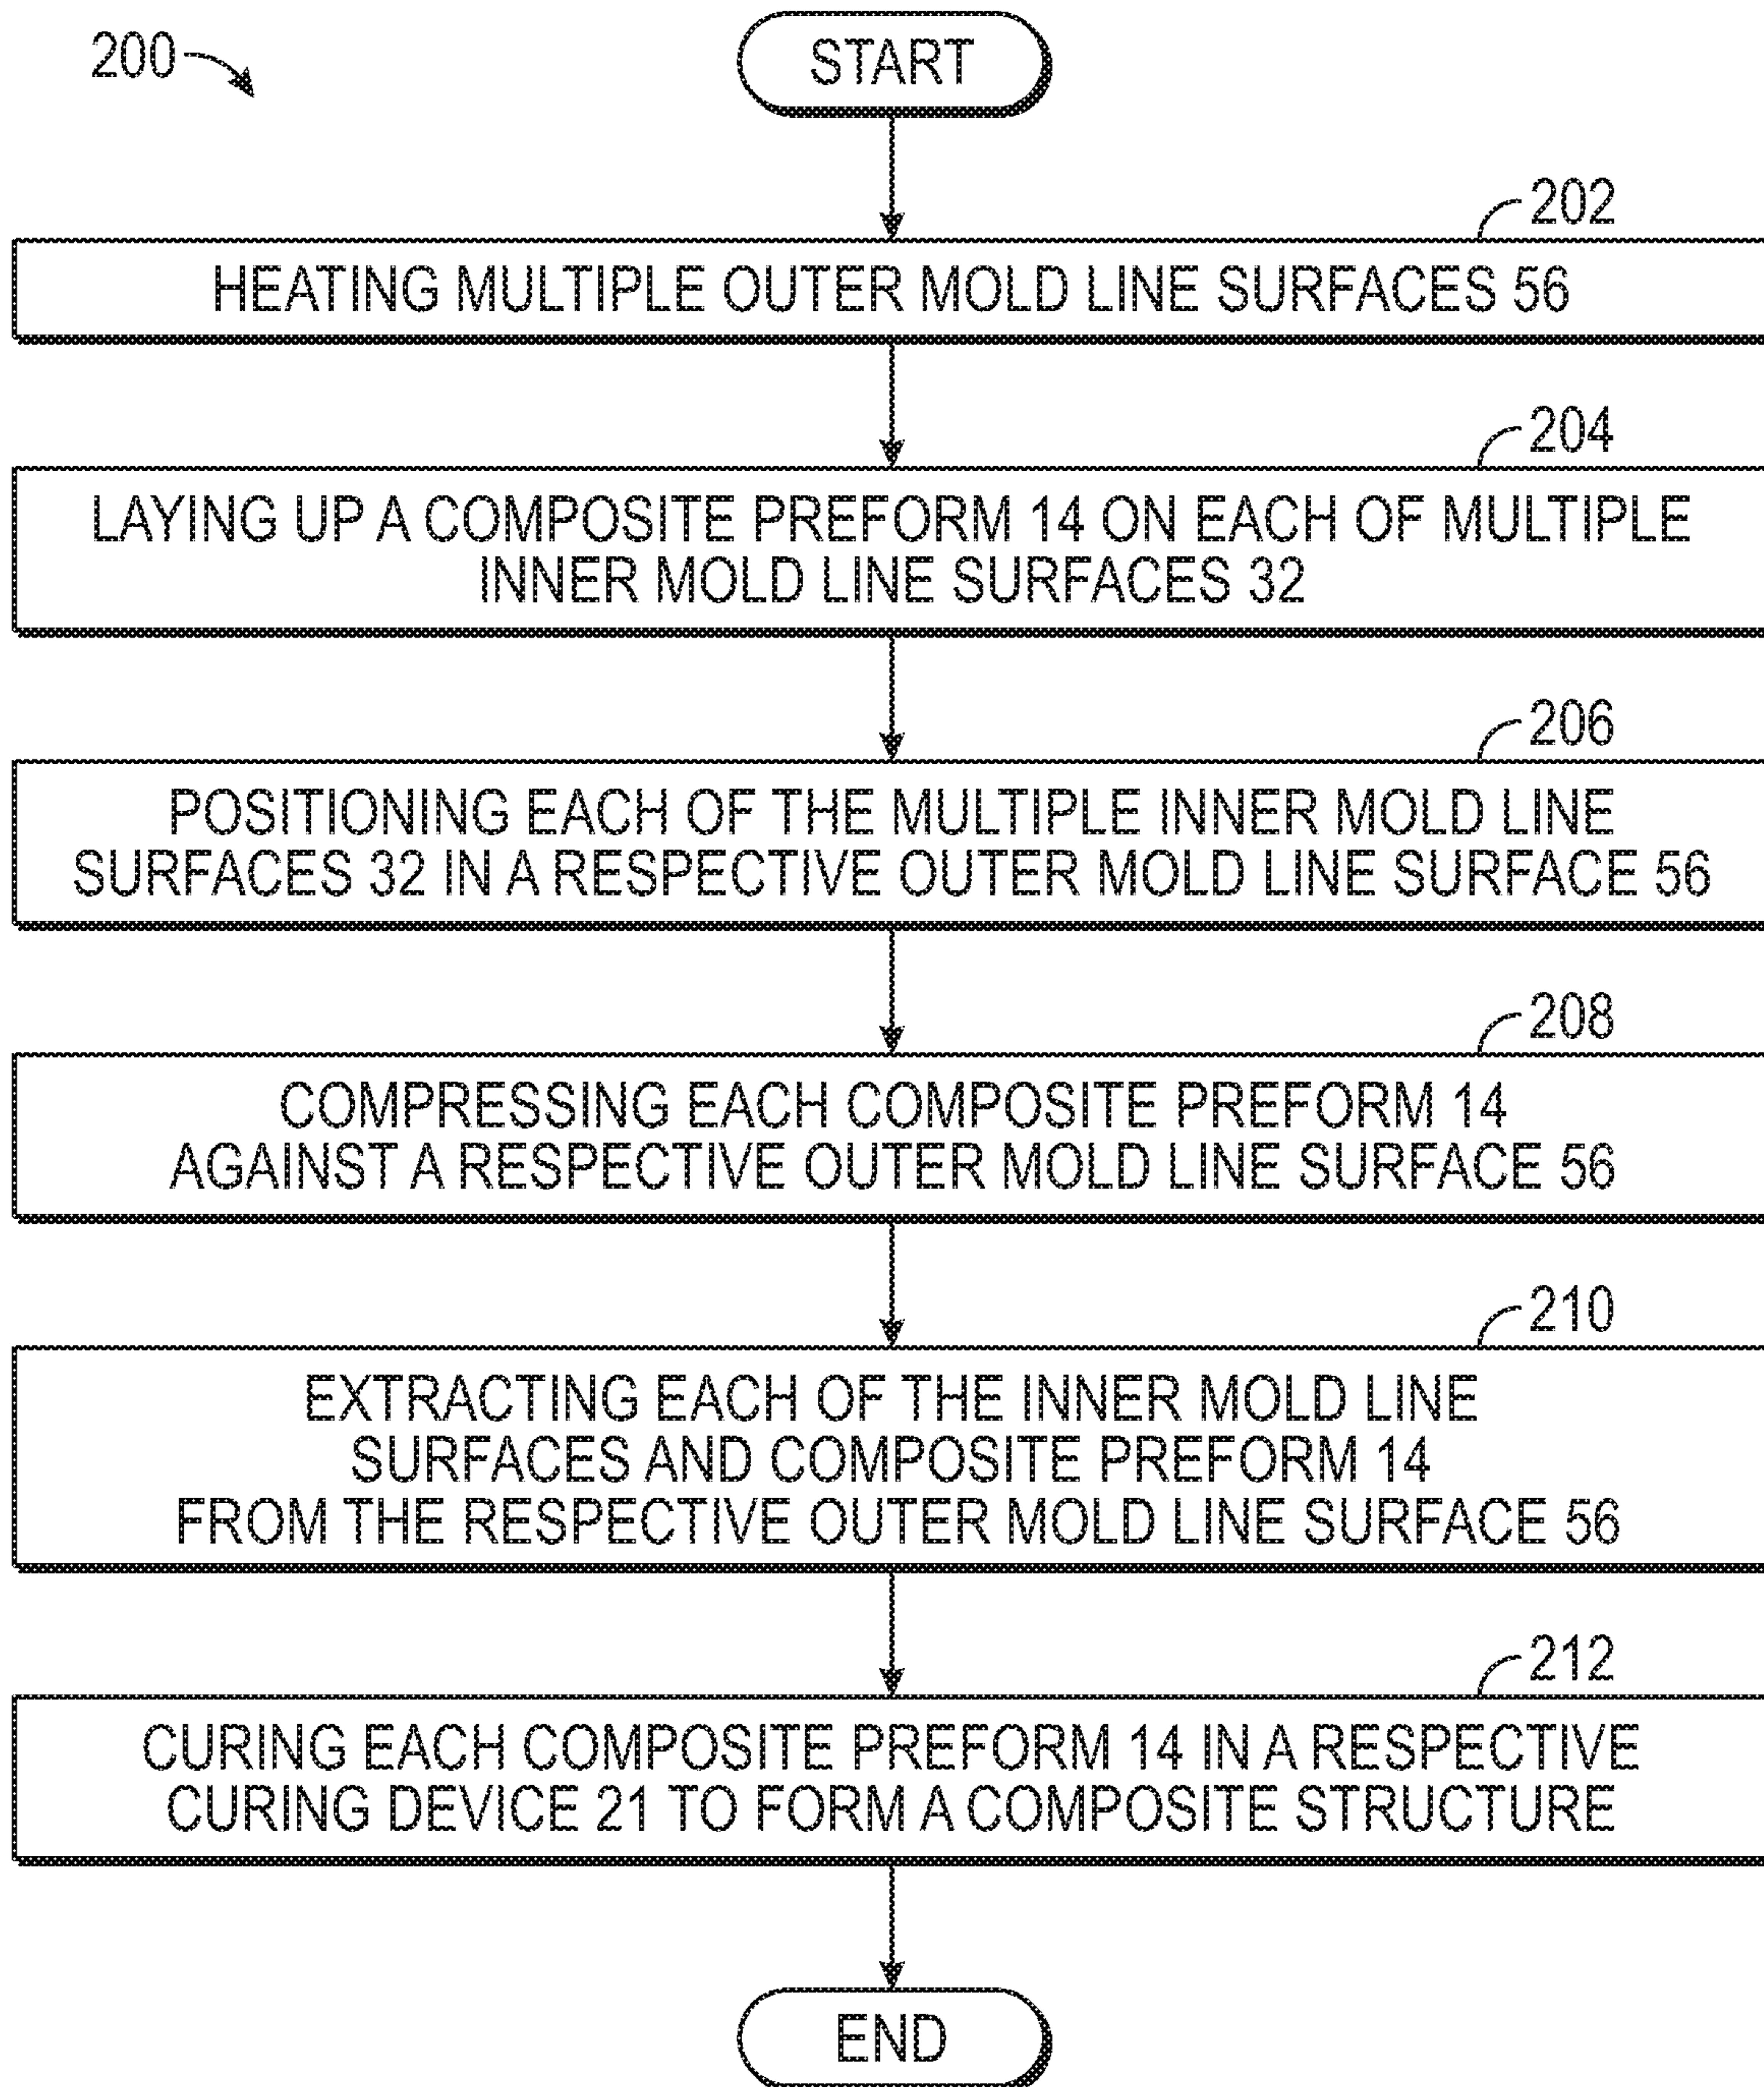 200
START
202
HEATING MULTIPLE OUTER MOLD LINE SURFACES 56
204
LAYING UP A COMPOSITE PREFORM 14 ON EACH OF MULTIPLE
INNER MOLD LINE SURFACES 32
206
POSITIONING EACH OF THE MULTIPLE INNER MOLD LINE
SURFACES 32 IN A RESPECTIVE OUTER MOLD LINE SURFACE 56
208
COMPRESSING EACH COMPOSITE PREFORM 14
AGAINST A RESPECTIVE OUTER MOLD LINE SURFACE 56
210
EXTRACTING EACH OF THE INNER MOLD LINE
SURFACES AND COMPOSITE PREFORM 14
FROM THE RESPECTIVE OUTER MOLD LINE SURFACE 56
212
CURING EACH COMPOSITE PREFORM 14 IN A RESPECTIVE
CURING DEVICE 21 TO FORM A COMPOSITE STRUCTURE
END